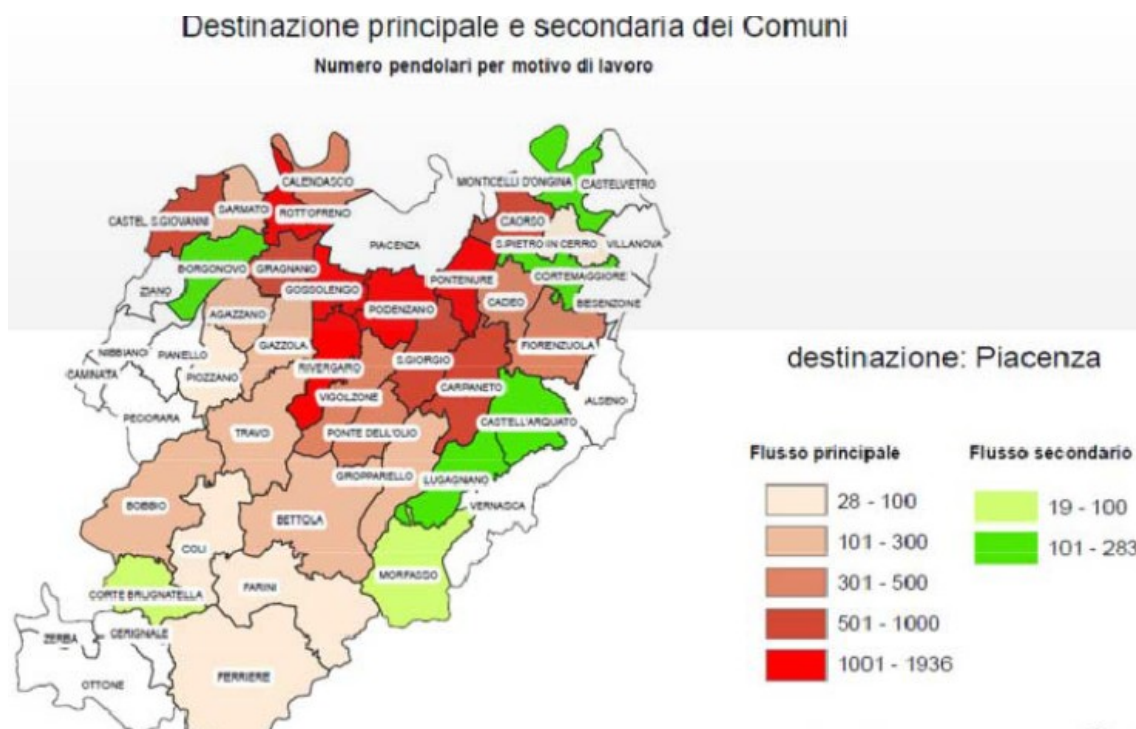 Destinazione principale e secondaria dei Comuni
Numero pendolari per motivo di lavoro
CALENDASCO
MONTICELLI D'ONGINA
CASTELVETRO
SARMATO
CASTEL S.GIOVANNI
ROTTOFRENO
CAORSO
PIACENZA
S.PIETRO IN CERRO
VILLANOVA
BORGONOVO
GRAGNANO
ZIANO
GOSSOLENGO
PONTENURE
CORTEMAGGIORE
PODENZANO
CADEO
BESENZONE
AGAZZANO
GAZZOLA
FIORENZUOLA
NIBBIANO
PIANELLO
S.GIORGIO
CAMINATA
PIOZZANO
RIVERGARO
CARPANETO
VIGOLZONE
ALSENO
PECORARA
CASTELL'ARQUATO
TRAVO
PONTE DELL'OLIO
GROPPARELLO
LUGAGNANO
BOBBIO
VERNASCA
BETTOLA
COLI
MORFASSO
FARINI
CORTE BRUGNATELLA
ZERBA
CERIGNALE
FERRIERE
OTTONE
destinazione: Piacenza
Flusso principale
28 - 100
101 - 300
301 - 500
501 - 1000
1001 - 1936
Flusso secondario
19 - 100
101 - 283